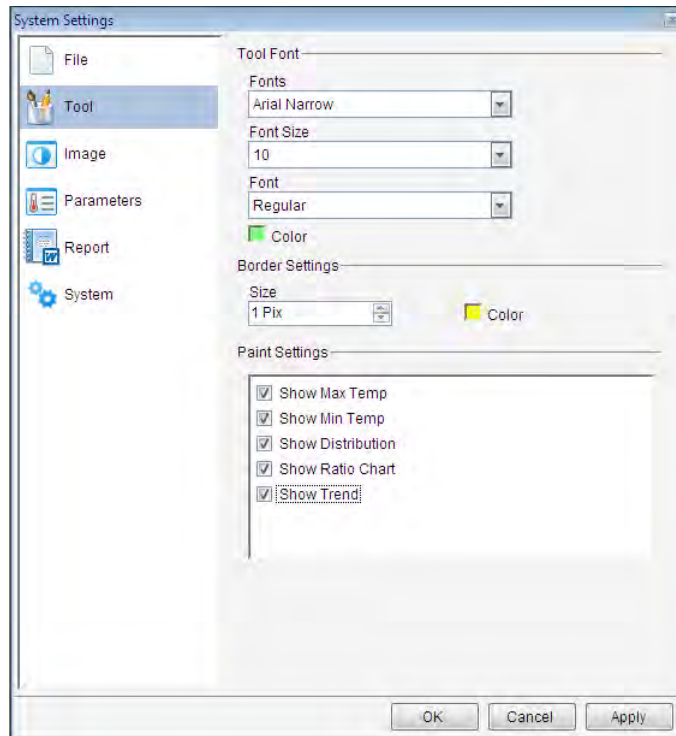 System Settings
File
Tool
Image
Parameters
Report
System
Tool Font
Fonts
Arial Narrow
Font Size
10
Font
Regular
Color
Border Settings
Size
1 Pix
Color
Paint Settings
Show Max Temp
Show Min Temp
Show Distribution
Show Ratio Chart
Show Trend
OK
Cancel
Apply